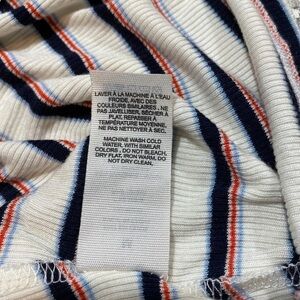 LAVER À LA MACHINE À L'EAU
FROIDE, AVEC DES
COULEURS SIMILAIRES. NE
PAS JAVELLISER, SÉCHER À
PLAT. REPASSER À
TEMPÉRATURE MOYENNE.
NE PAS NETTOYER À SEC.
MACHINE WASH COLD
WATER, WITH SIMILAR
COLORS , DO NOT BLEACH,
DRY FLAT, IRON WARM, DO
NOT DRY CLEAN.